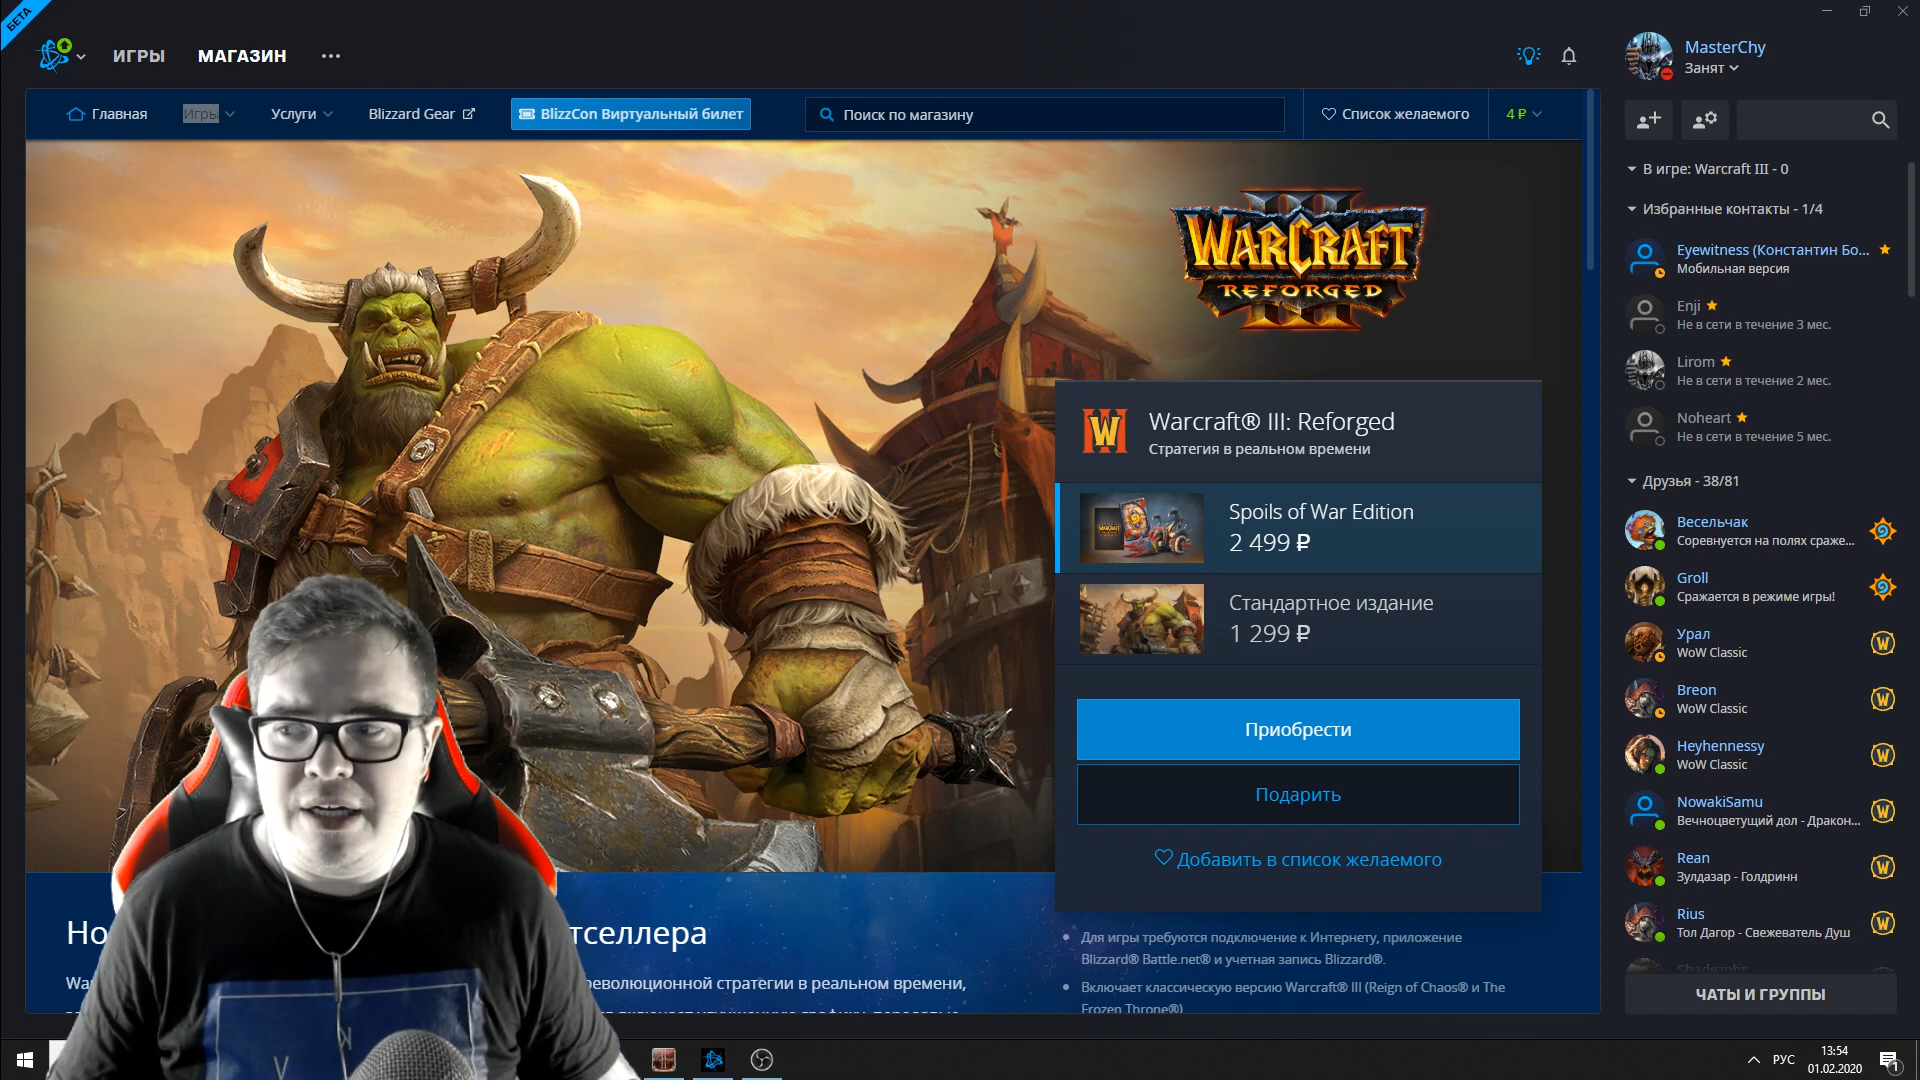 БЕТА
ИГРЫ
МАГАЗИН
Главная
Игры
Услуги
Blizzard Gear
BlizzCon Виртуальный билет
Поиск по магазину
Список желаемого
4 ₽
WARCRAFT
III
REFORGED
Warcraft® III: Reforged
Стратегия в реальном времени
Spoils of War Edition
2 499 ₽
Стандартное издание
1 299 ₽
Приобрести
Подарить
Добавить в список желаемого
Но
тселлера
War
революционной стратегии в реальном времени,
Для игры требуются подключение к Интернету, приложение
Blizzard® Battle.net® и учетная запись Blizzard®.
Включает классическую версию Warcraft® III (Reign of Chaos® и The
Frozen Throne®)
MasterChy
Занят
В игре: Warcraft III - 0
Избранные контакты - 1/4
Eyewitness (Константин Бо...
Мобильная версия
Enji
Не в сети в течение 3 мес.
Lirom
Не в сети в течение 2 мес.
Noheart
Не в сети в течение 5 мес.
Друзья - 38/81
Весельчак
Соревнуется на полях сраже...
Groll
Сражается в режиме игры!
Урал
WoW Classic
Breon
WoW Classic
Heyhennessy
WoW Classic
NowakiSamu
Вечноцветущий дол - Дракон...
Rean
Зулдазар - Голдринн
Rius
Тол Дагор - Свежеватель Душ
ЧАТЫ И ГРУППЫ
V N
РУС
13:54
01.02.2020
1